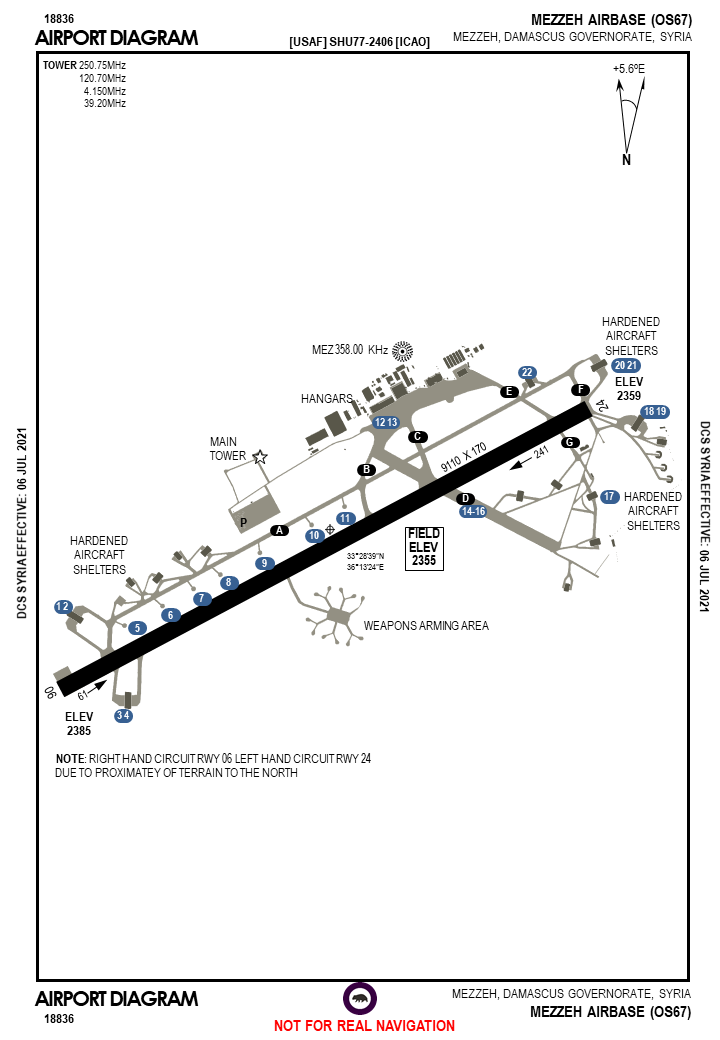 18836
AIRPORT DIAGRAM
[USAF] SHU77-2406 [ICAO]
MEZZEH AIRBASE (OS67)
MEZZEH, DAMASCUS GOVERNORATE, SYRIA
TOWER 250.75MHz
120.70MHz
4.150MHz
39.20MHz
+5.6ºE
N
HARDENED
AIRCRAFT
SHELTERS
20 21
ELEV
2359
MEZ 358.00 KHz
22
E
F
24
18 19
HANGARS
12 13
C
G
MAIN
TOWER
B
9110 X 170
241
D
14-16
17
HARDENED
AIRCRAFT
SHELTERS
P
A
11
10
FIELD
ELEV
2355
33°28'39"N
36°13'24"E
HARDENED
AIRCRAFT
SHELTERS
9
8
7
6
5
1 2
WEAPONS ARMING AREA
06
61
3 4
ELEV
2385
NOTE: RIGHT HAND CIRCUIT RWY 06 LEFT HAND CIRCUIT RWY 24
DUE TO PROXIMATEY OF TERRAIN TO THE NORTH
DCS SYRIA EFFECTIVE: 06 JUL 2021
DCS SYRIA EFFECTIVE: 06 JUL 2021
AIRPORT DIAGRAM
18836
NOT FOR REAL NAVIGATION
MEZZEH, DAMASCUS GOVERNORATE, SYRIA
MEZZEH AIRBASE (OS67)